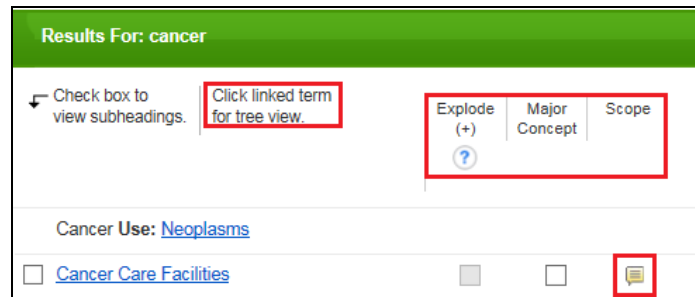 Results For: cancer
Check box to
view subheadings.
Click linked term
for tree view.
Explode
(+)
?
Major
Concept
Scope
Cancer Use: Neoplasms
Cancer Care Facilities